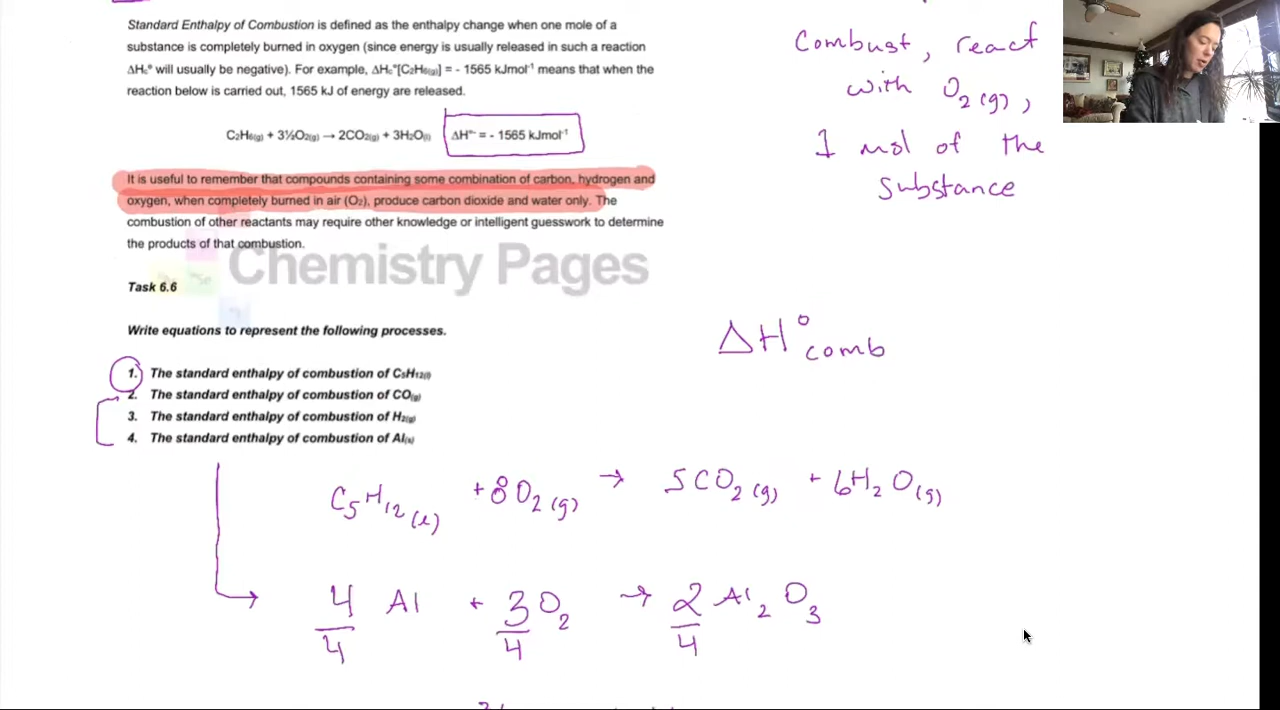 Standard Enthalpy of Combustion is defined as the enthalpy change when one mole of a
substance is completely burned in oxygen (since energy is usually released in such a reaction
ΔHc° will usually be negative). For example, ΔHc°[C2H6(g)] = - 1565 kJmol-1 means that when the
reaction below is carried out, 1565 kJ of energy are released.
C2H6(g) + 3½O2(g) → 2CO2(g) + 3H2O(l) ΔH° = - 1565 kJmol-1
It is useful to remember that compounds containing some combination of carbon, hydrogen and
oxygen, when completely burned in air (O2), produce carbon dioxide and water only. The
combustion of other reactants may require other knowledge or intelligent guesswork to determine
the products of that combustion.
Chemistry Pages
Task 6.6
Write equations to represent the following processes.
1. The standard enthalpy of combustion of C5H12(l)
2. The standard enthalpy of combustion of CO(g)
3. The standard enthalpy of combustion of H2(g)
4. The standard enthalpy of combustion of Al(s)
Combust, react
with O2(g),
1 mol of the
substance
ΔH°comb
C5H12(l) + 8O2(g) → 5CO2(g) + 6H2O(g)
4/4 Al + 3/4 O2 → 2/4 Al2O3